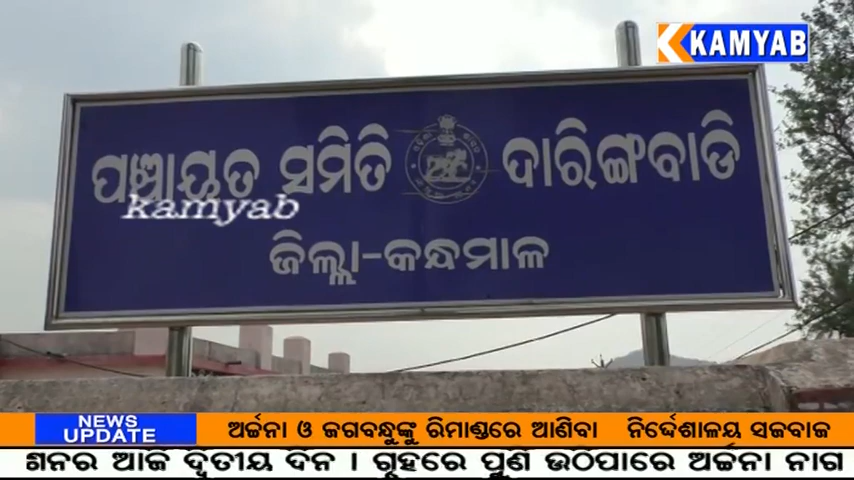 KAMYAB
ପଞ୍ଚାୟତ ସମିତି ଦାରିଙ୍ଗବାଡି
kamyab
ଜିଲ୍ଲା-କନ୍ଧମାଳ
NEWS UPDATE
ଅର୍ଚ୍ଚନା ଓ ଜଗବନ୍ଧୁଙ୍କୁ ରିମାଣ୍ଡରେ ଆଣିବା ନିର୍ଦ୍ଦେଶାଳୟ ସଜବାଜ
ଶନର ଆଜି ଦ୍ୱିତୀୟ ଦିନ । ଗୃହରେ ପୁଣି ଉଠିପାରେ ଅର୍ଚ୍ଚନା ନାଗ